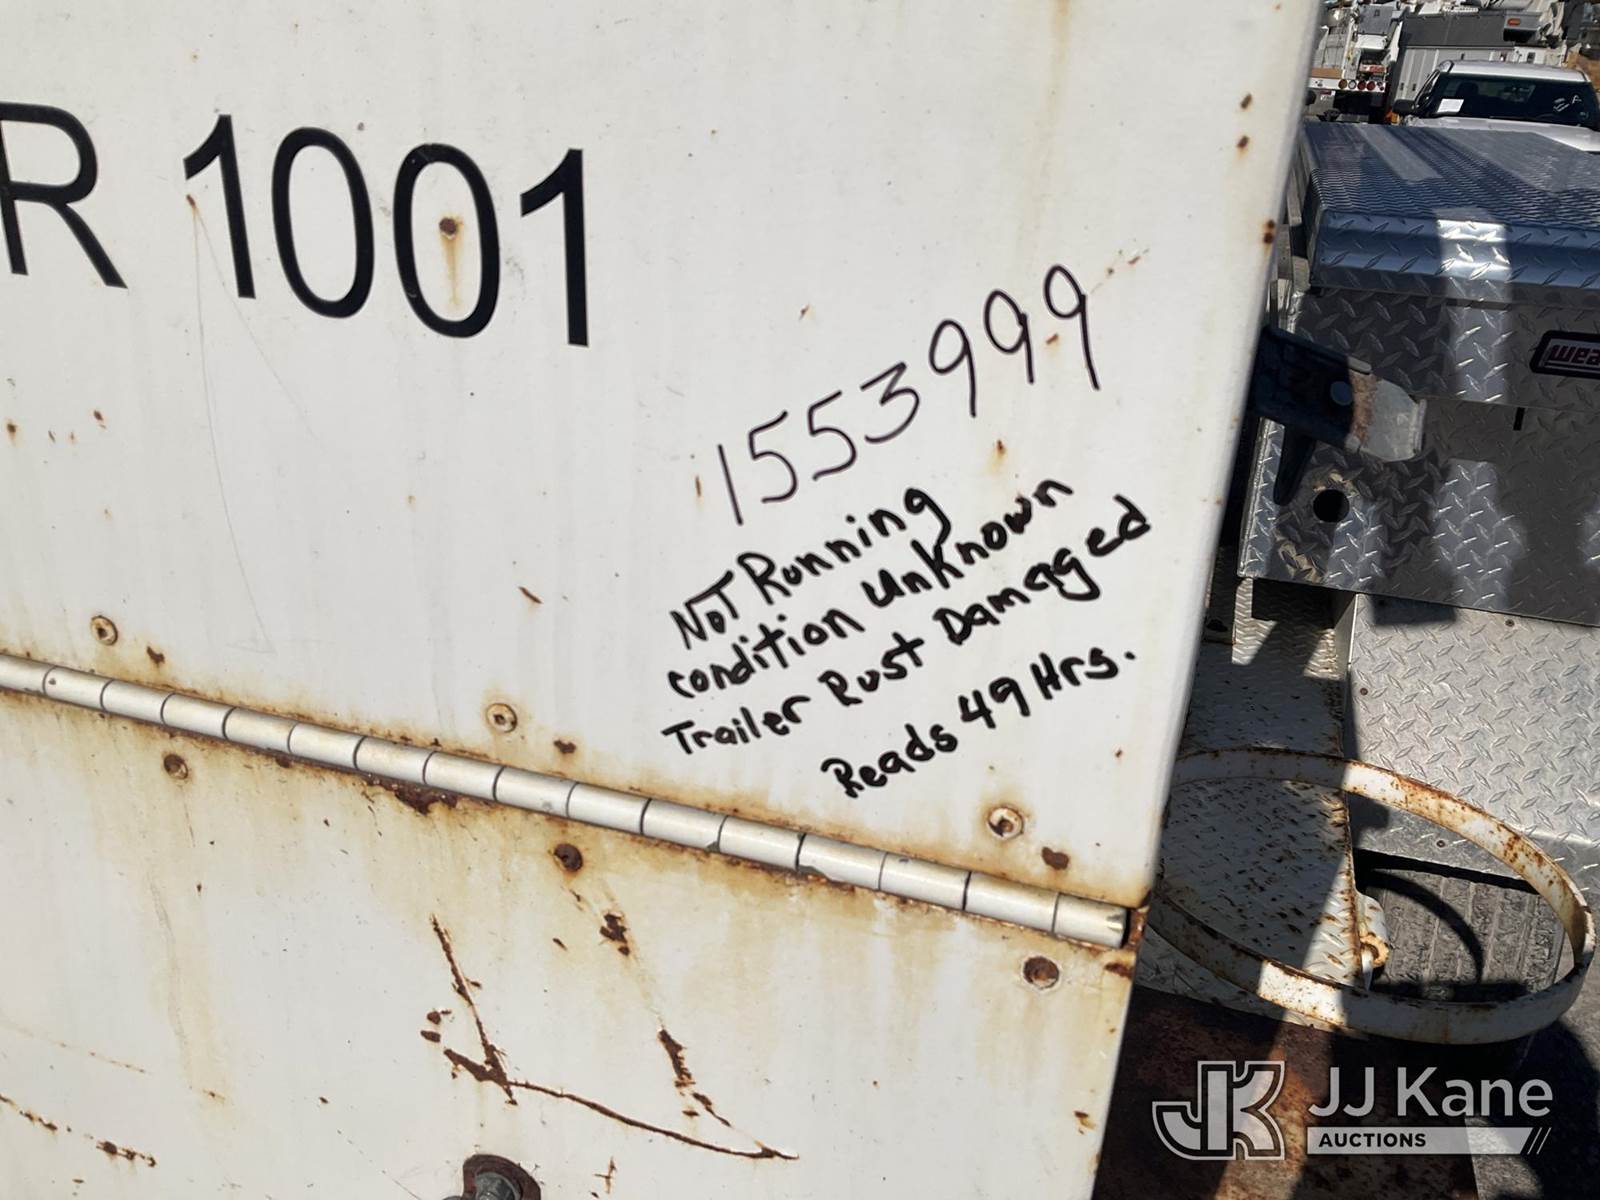 R 1001
1553999
NOT Running
condition UnKnown
Trailer Rust Damaged
Reads 49 Hrs.
JJ Kane
AUCTIONS